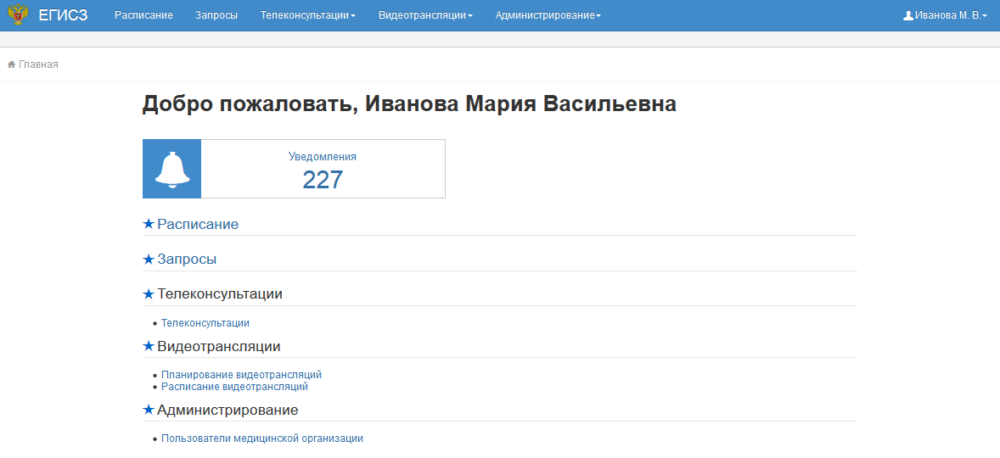 ЕГИСЗ Расписание Запросы Телеконсультации Видеотрансляции Администрирование Иванова М. В.
Главная
Добро пожаловать, Иванова Мария Васильевна
Уведомления
227
Расписание
Запросы
Телеконсультации
Телеконсультации
Видеотрансляции
Планирование видеотрансляций
Расписание видеотрансляций
Администрирование
Пользователи медицинской организации